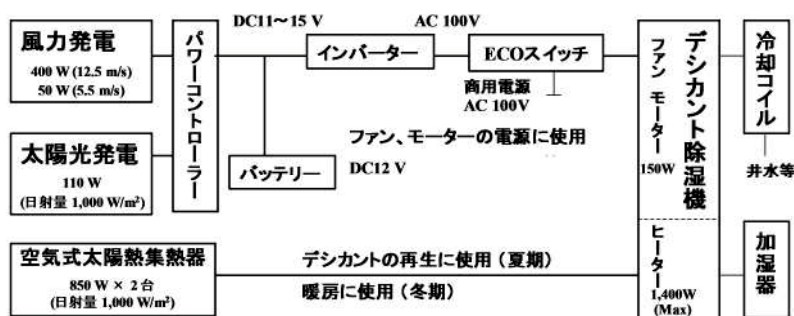 DC11～15 V
AC 100V
風力発電
400 W (12.5 m/s)
50 W (5.5 m/s)
パワーコントローラー
インバーター
ECOスイッチ
商用電源
AC 100V
ファン、モーターの電源に使用
太陽光発電
110 W
(日射量 1,000 W/m²)
バッテリー
DC12 V
デシカント除湿機
ファン モーター
150W
冷却コイル
井水等
空気式太陽熱集熱器
850 W × 2 台
(日射量 1,000 W/m²)
デシカントの再生に使用（夏期）
暖房に使用（冬期）
ヒーター
1,400W
(Max)
加湿器